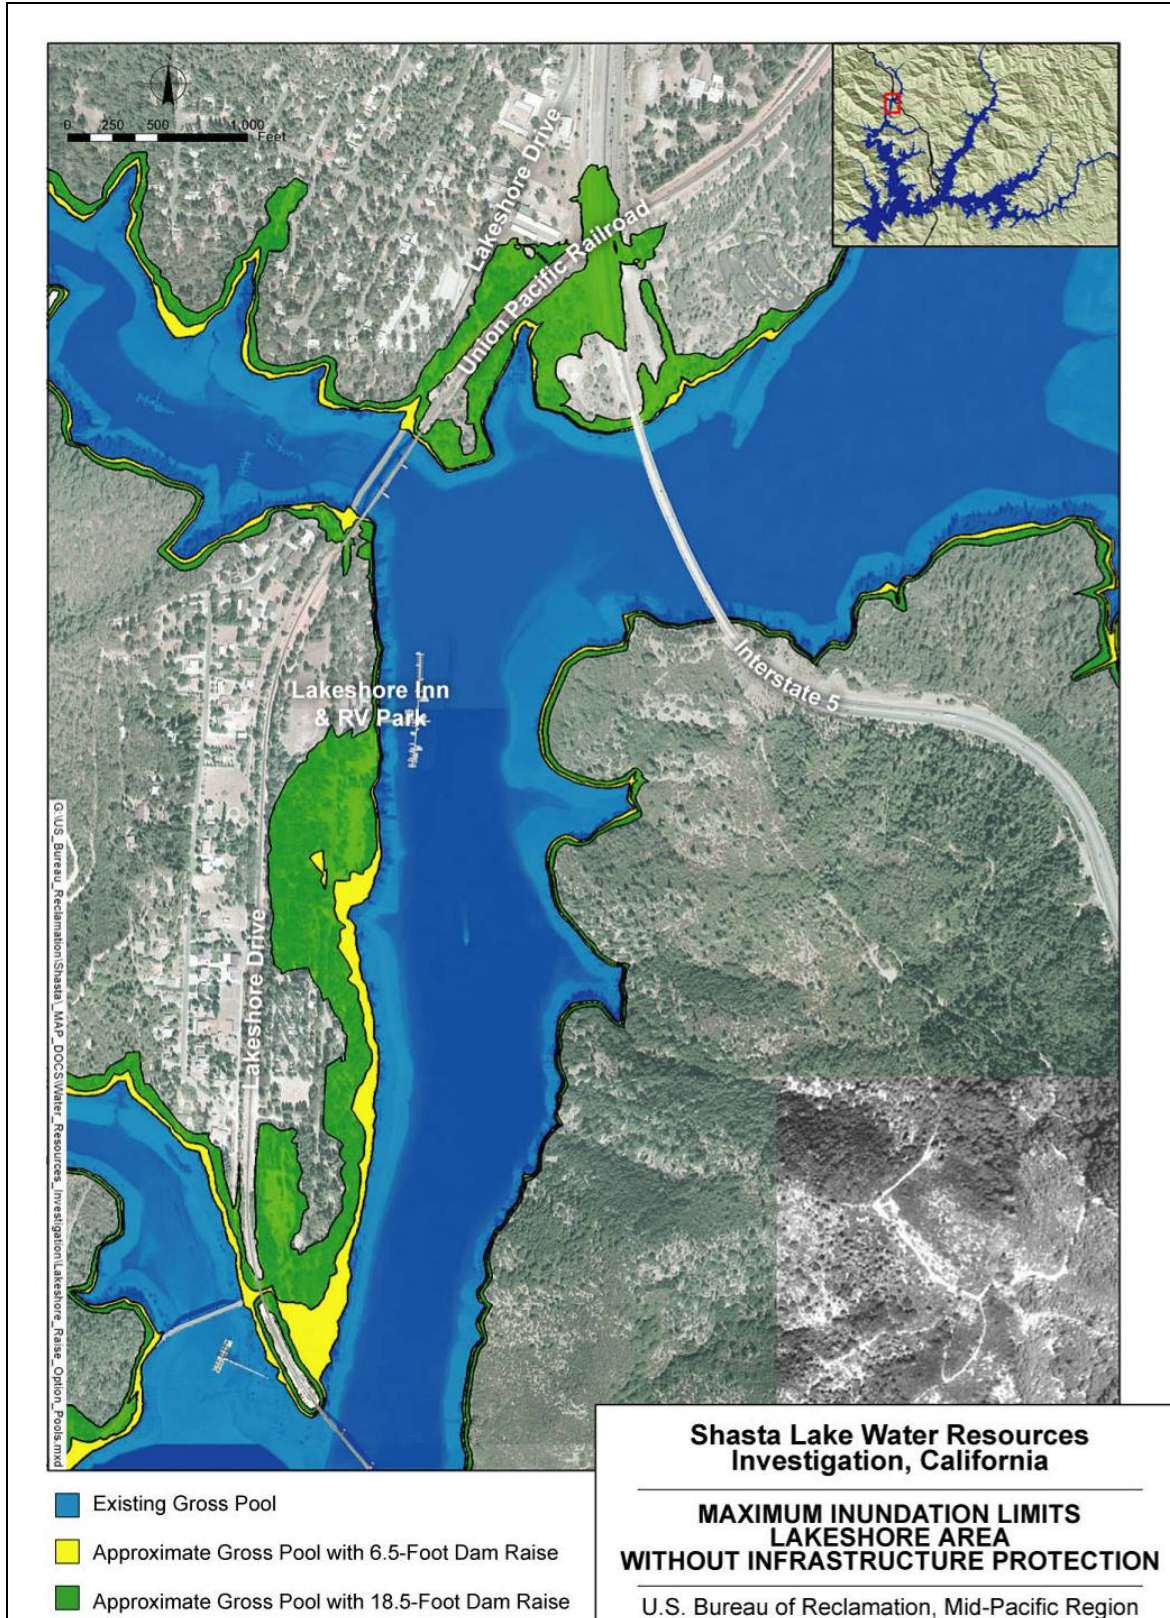 0 250 500 1,000
Feet
Lakeshore Drive
Union Pacific Railroad
Interstate 5
Lakeshore Inn
& RV Park
Lakeshore Drive
G:\US_Bureau_Reclamation\Shasta\_MAP_DOCS\Water_Resources_Investigation\Lakeshore_Raise_Option_Pools.mxd
Existing Gross Pool
Approximate Gross Pool with 6.5-Foot Dam Raise
Approximate Gross Pool with 18.5-Foot Dam Raise
Shasta Lake Water Resources
Investigation, California
MAXIMUM INUNDATION LIMITS
LAKESHORE AREA
WITHOUT INFRASTRUCTURE PROTECTION
U.S. Bureau of Reclamation, Mid-Pacific Region